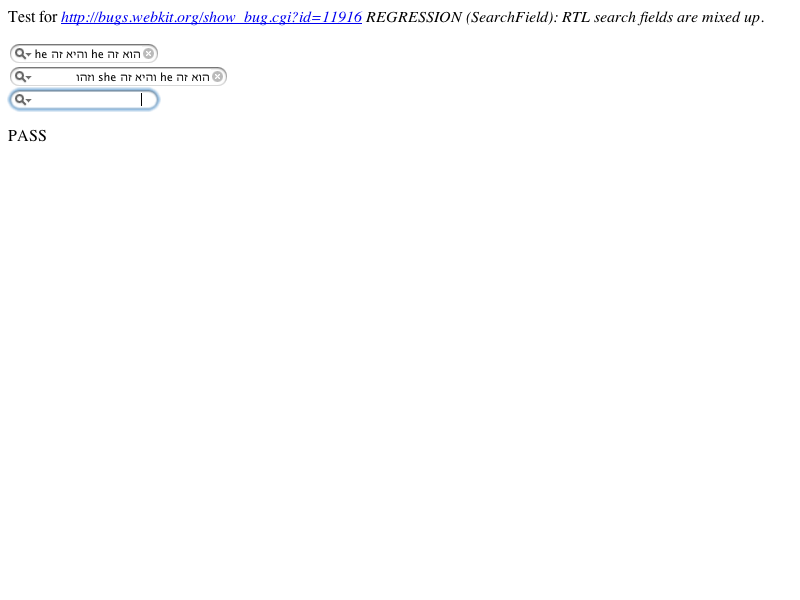 Test for http://bugs.webkit.org/show_bug.cgi?id=11916 REGRESSION (SearchField): RTL search fields are mixed up.
הוא זה he והיא זה he
הוא זה he והיא זה she וזהו
PASS